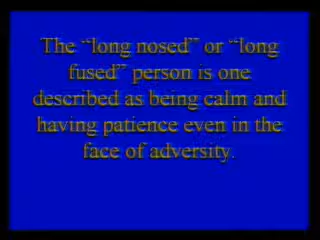 The “long nosed” or “long
fused” person is one
described as being calm and
having patience even in the
face of adversity.